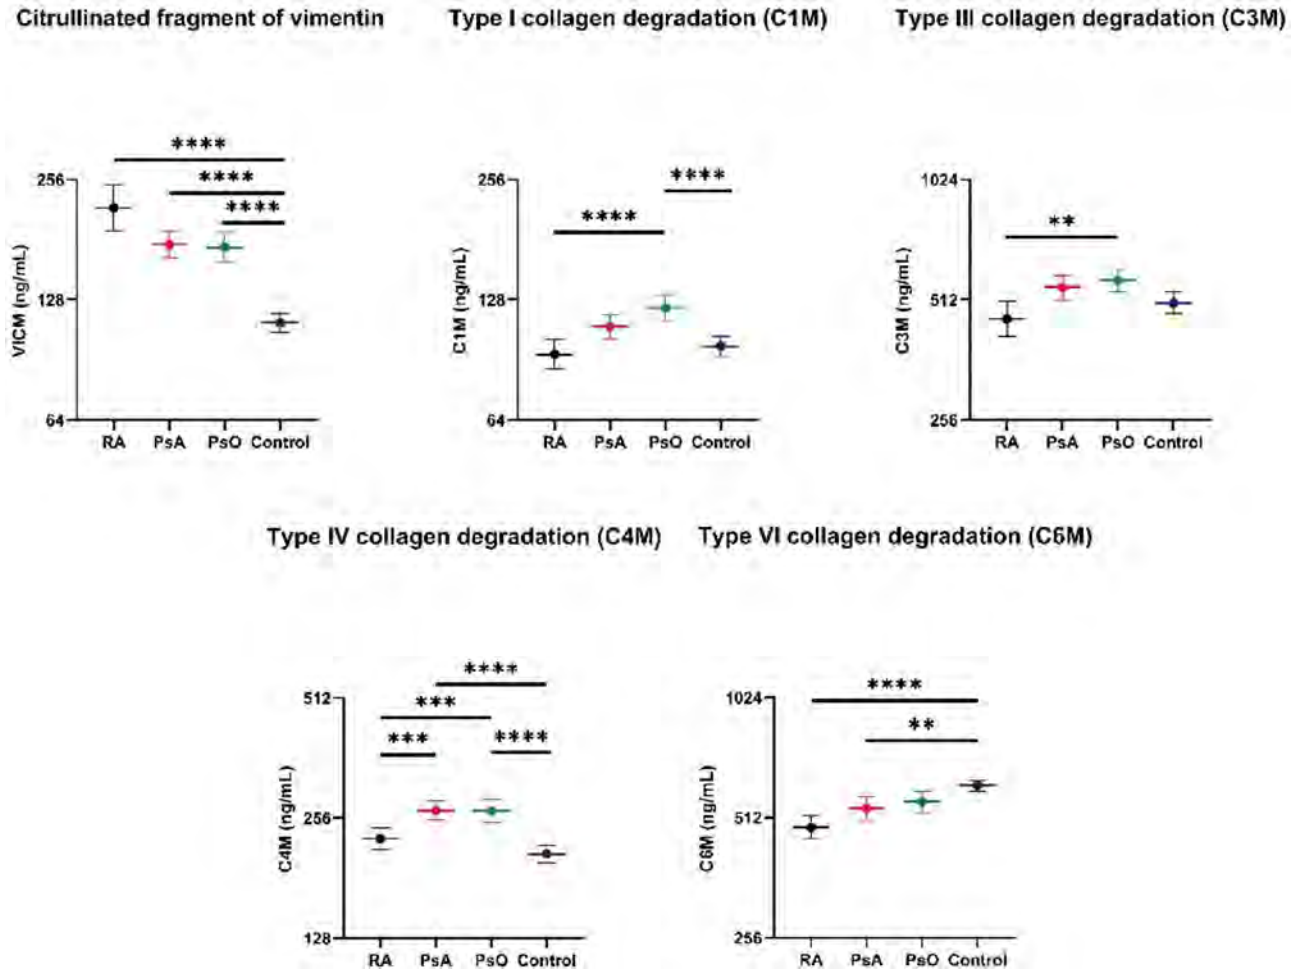 Citrullinated fragment of vimentin
Type I collagen degradation (C1M)
Type III collagen degradation (C3M)
****
****
****
256
128
64
VICM (ng/mL)
RA PsA PsO Control
****
****
256
128
64
C1M (ng/mL)
RA PsA PsO Control
**
1024
512
256
C3M (ng/mL)
RA PsA PsO Control
Type IV collagen degradation (C4M)
Type VI collagen degradation (C6M)
****
***
***
****
512
256
128
C4M (ng/mL)
RA PsA PsO Control
****
**
1024
512
256
C6M (ng/mL)
RA PsA PsO Control